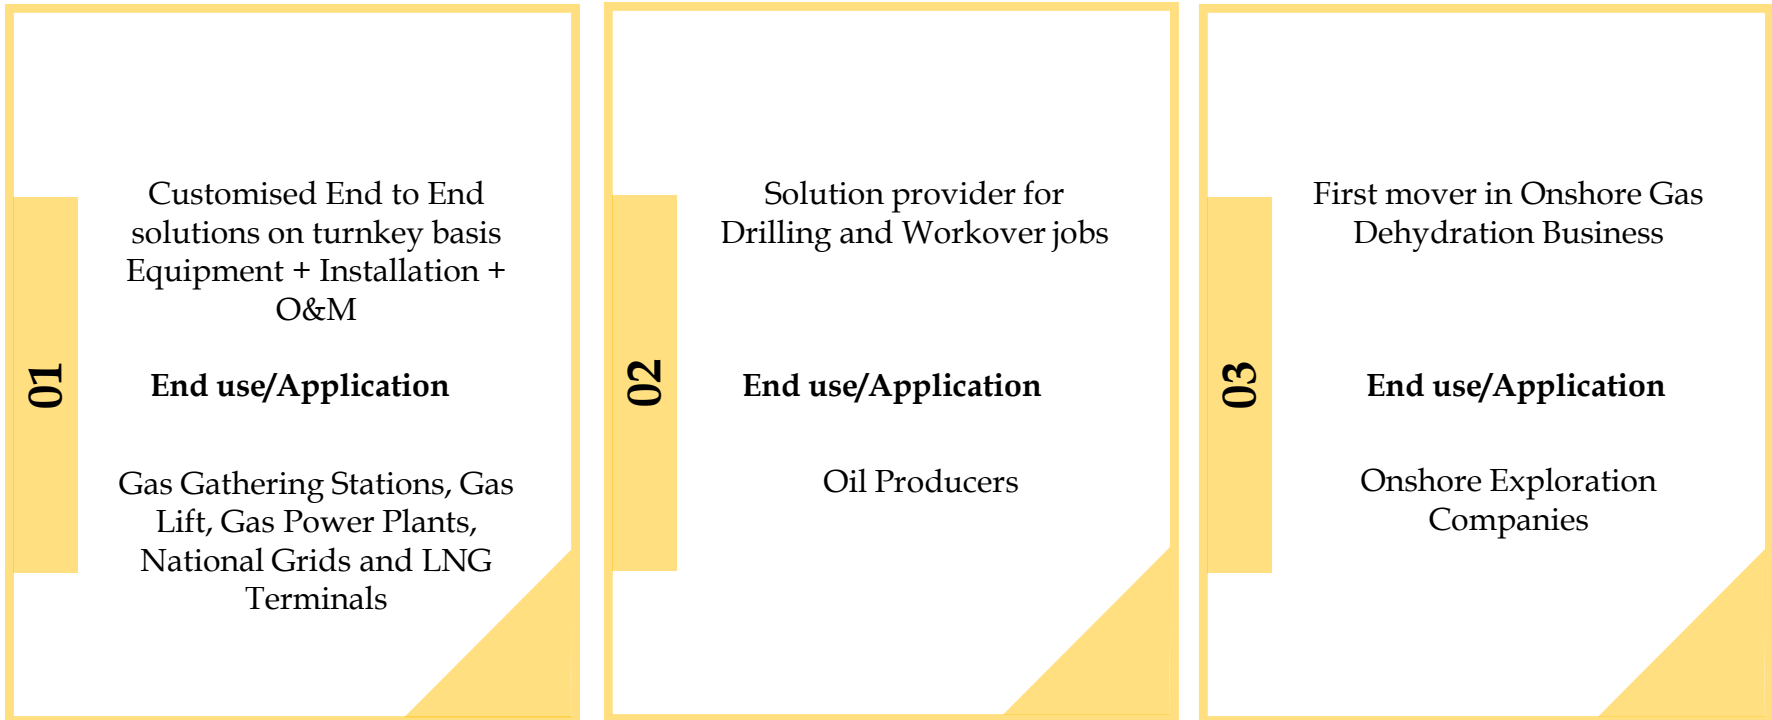 01
Customised End to End
solutions on turnkey basis
Equipment + Installation +
O&M
End use/Application
Gas Gathering Stations, Gas
Lift, Gas Power Plants,
National Grids and LNG
Terminals
02
Solution provider for
Drilling and Workover jobs
End use/Application
Oil Producers
03
First mover in Onshore Gas
Dehydration Business
End use/Application
Onshore Exploration
Companies